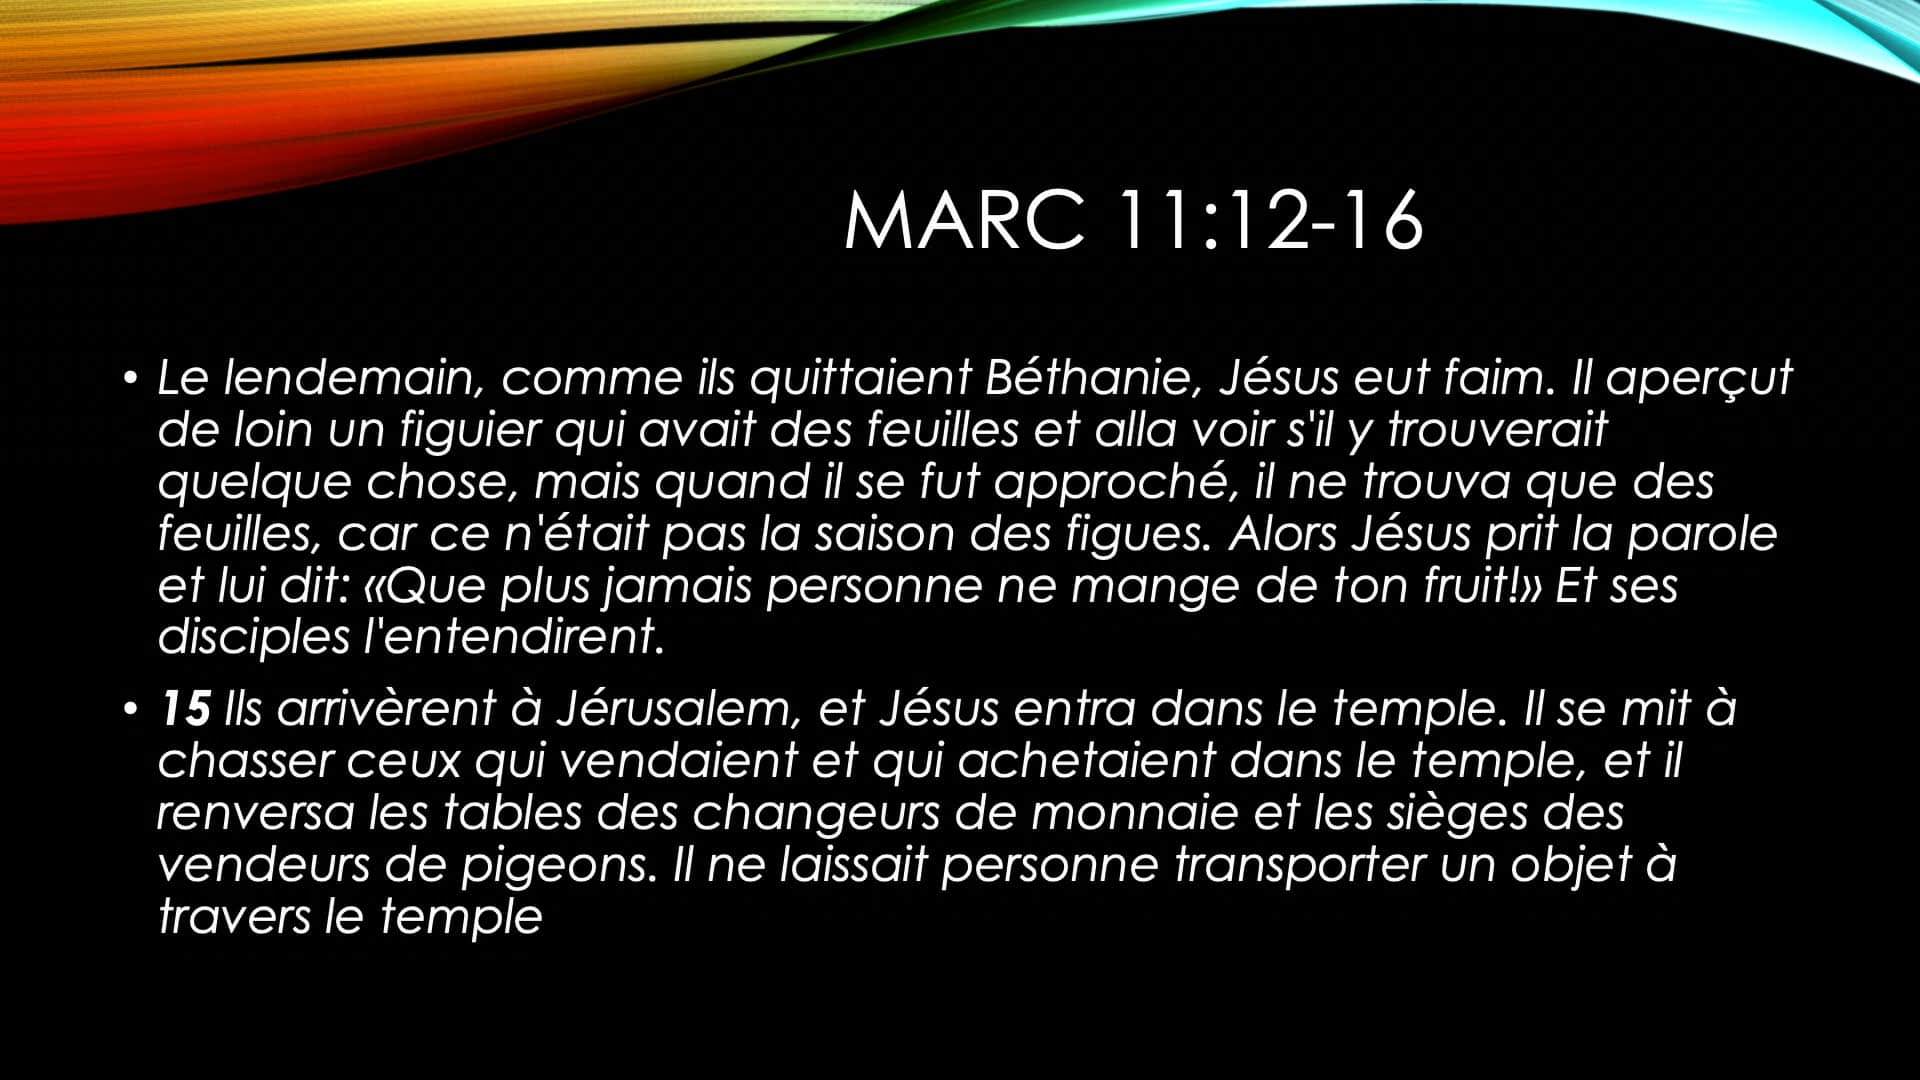 MARC 11:12-16
• Le lendemain, comme ils quittaient Béthanie, Jésus eut faim. Il aperçut
de loin un figuier qui avait des feuilles et alla voir s'il y trouverait
quelque chose, mais quand il se fut approché, il ne trouva que des
feuilles, car ce n'était pas la saison des figues. Alors Jésus prit la parole
et lui dit: «Que plus jamais personne ne mange de ton fruit!» Et ses
disciples l'entendirent.
• 15 Ils arrivèrent à Jérusalem, et Jésus entra dans le temple. Il se mit à
chasser ceux qui vendaient et qui achetaient dans le temple, et il
renversa les tables des changeurs de monnaie et les sièges des
vendeurs de pigeons. Il ne laissait personne transporter un objet à
travers le temple